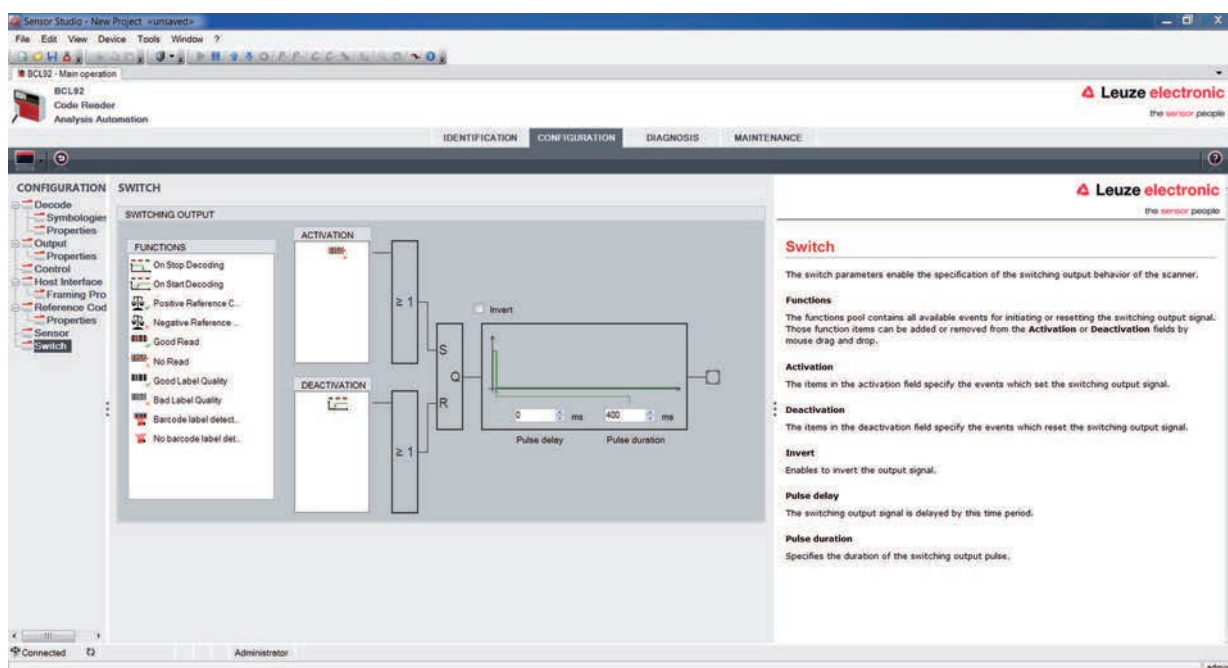 Sensor Studio - New Project <unsaved>
File Edit View Device Tools Window ?
BCL92 - Main operation
BCL92
Code Reader
Analysis Automation
Leuze electronic
the sensor people
IDENTIFICATION CONFIGURATION DIAGNOSIS MAINTENANCE
CONFIGURATION
Decode
Symbologies
Properties
Output
Properties
Control
Host Interface
Framing Pro
Reference Cod
Properties
Sensor
Switch
SWITCH
SWITCHING OUTPUT
FUNCTIONS
On Stop Decoding
On Start Decoding
Positive Reference C...
Negative Reference ...
Good Read
No Read
Good Label Quality
Bad Label Quality
Barcode label detect...
No barcode label det...
ACTIVATION
≥ 1
DEACTIVATION
≥ 1
S
Q
R
Invert
0 ms 400 ms
Pulse delay Pulse duration
Leuze electronic
the sensor people
Switch
The switch parameters enable the specification of the switching output behavior of the scanner.
Functions
The functions pool contains all available events for initiating or resetting the switching output signal.
Those function items can be added or removed from the Activation or Deactivation fields by
mouse drag and drop.
Activation
The items in the activation field specify the events which set the switching output signal.
Deactivation
The items in the deactivation field specify the events which reset the switching output signal.
Invert
Enables to invert the output signal.
Pulse delay
The switching output signal is delayed by this time period.
Pulse duration
Specifies the duration of the switching output pulse.
Connected Administrator